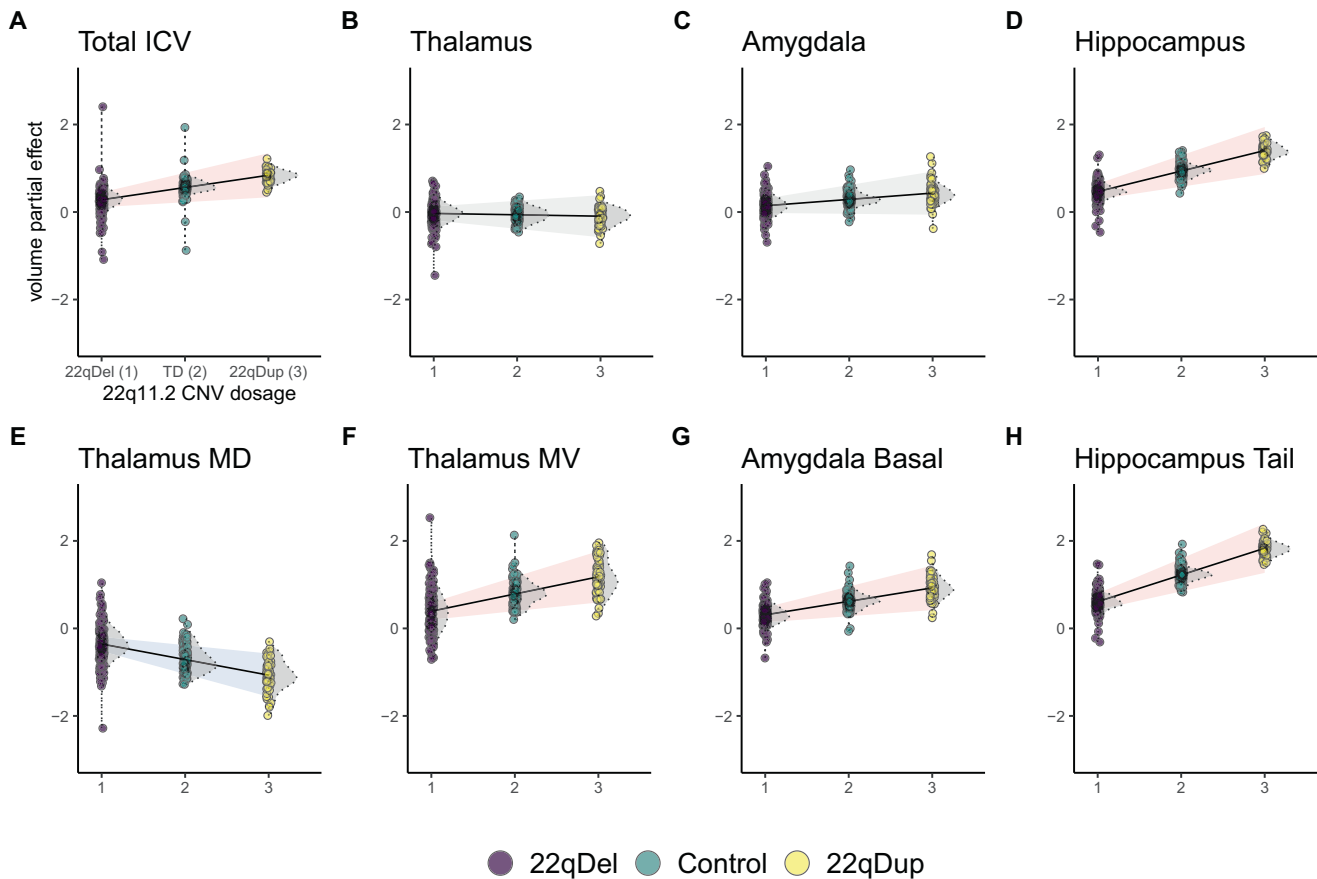 A
Total ICV
B
Thalamus
C
Amygdala
D
Hippocampus
volume partial effect
2
0
−2
22qDel (1) TD (2) 22qDup (3)
22q11.2 CNV dosage
2
0
−2
1 2 3
2
0
−2
1 2 3
2
0
−2
1 2 3
E
Thalamus MD
F
Thalamus MV
G
Amygdala Basal
H
Hippocampus Tail
2
0
−2
1 2 3
2
0
−2
1 2 3
2
0
−2
1 2 3
2
0
−2
1 2 3
22qDel Control 22qDup